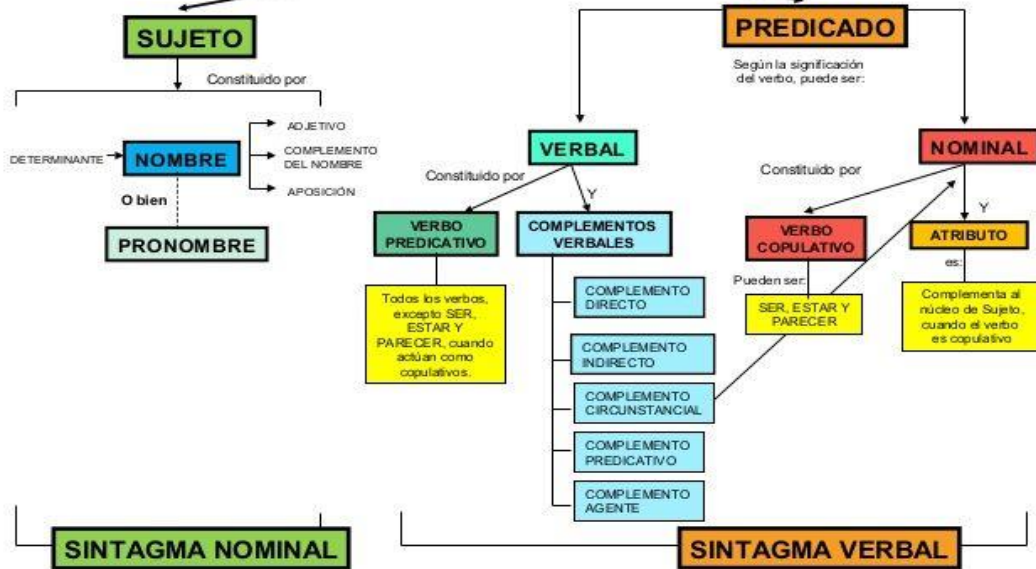 SUJETO
Constituido por
DETERMINANTE
NOMBRE
ADJETIVO
COMPLEMENTO
DEL NOMBRE
APOSICIÓN
O bien
PRONOMBRE
SINTAGMA NOMINAL
PREDICADO
Según la significación
del verbo, puede ser:
VERBAL
Constituido por
Y
VERBO
PREDICATIVO
Todos los verbos,
excepto SER,
ESTAR Y
PARECER, cuando
actúan como
copulativos.
COMPLEMENTOS
VERBALES
COMPLEMENTO
DIRECTO
COMPLEMENTO
INDIRECTO
COMPLEMENTO
CIRCUNSTANCIAL
COMPLEMENTO
PREDICATIVO
COMPLEMENTO
AGENTE
NOMINAL
Constituido por
Y
VERBO
COPULATIVO
Pueden ser:
SER, ESTAR Y
PARECER
ATRIBUTO
es:
Complementa al
núcleo de Sujeto,
cuando el verbo
es copulativo
SINTAGMA VERBAL